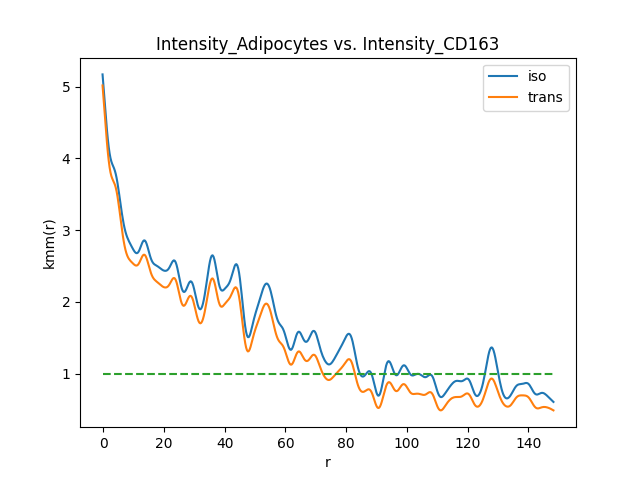 Intensity_Adipocytes vs. Intensity_CD163
iso
trans
kmm(r)
5
4
3
2
1
0
20
40
60
80
100
120
140
r